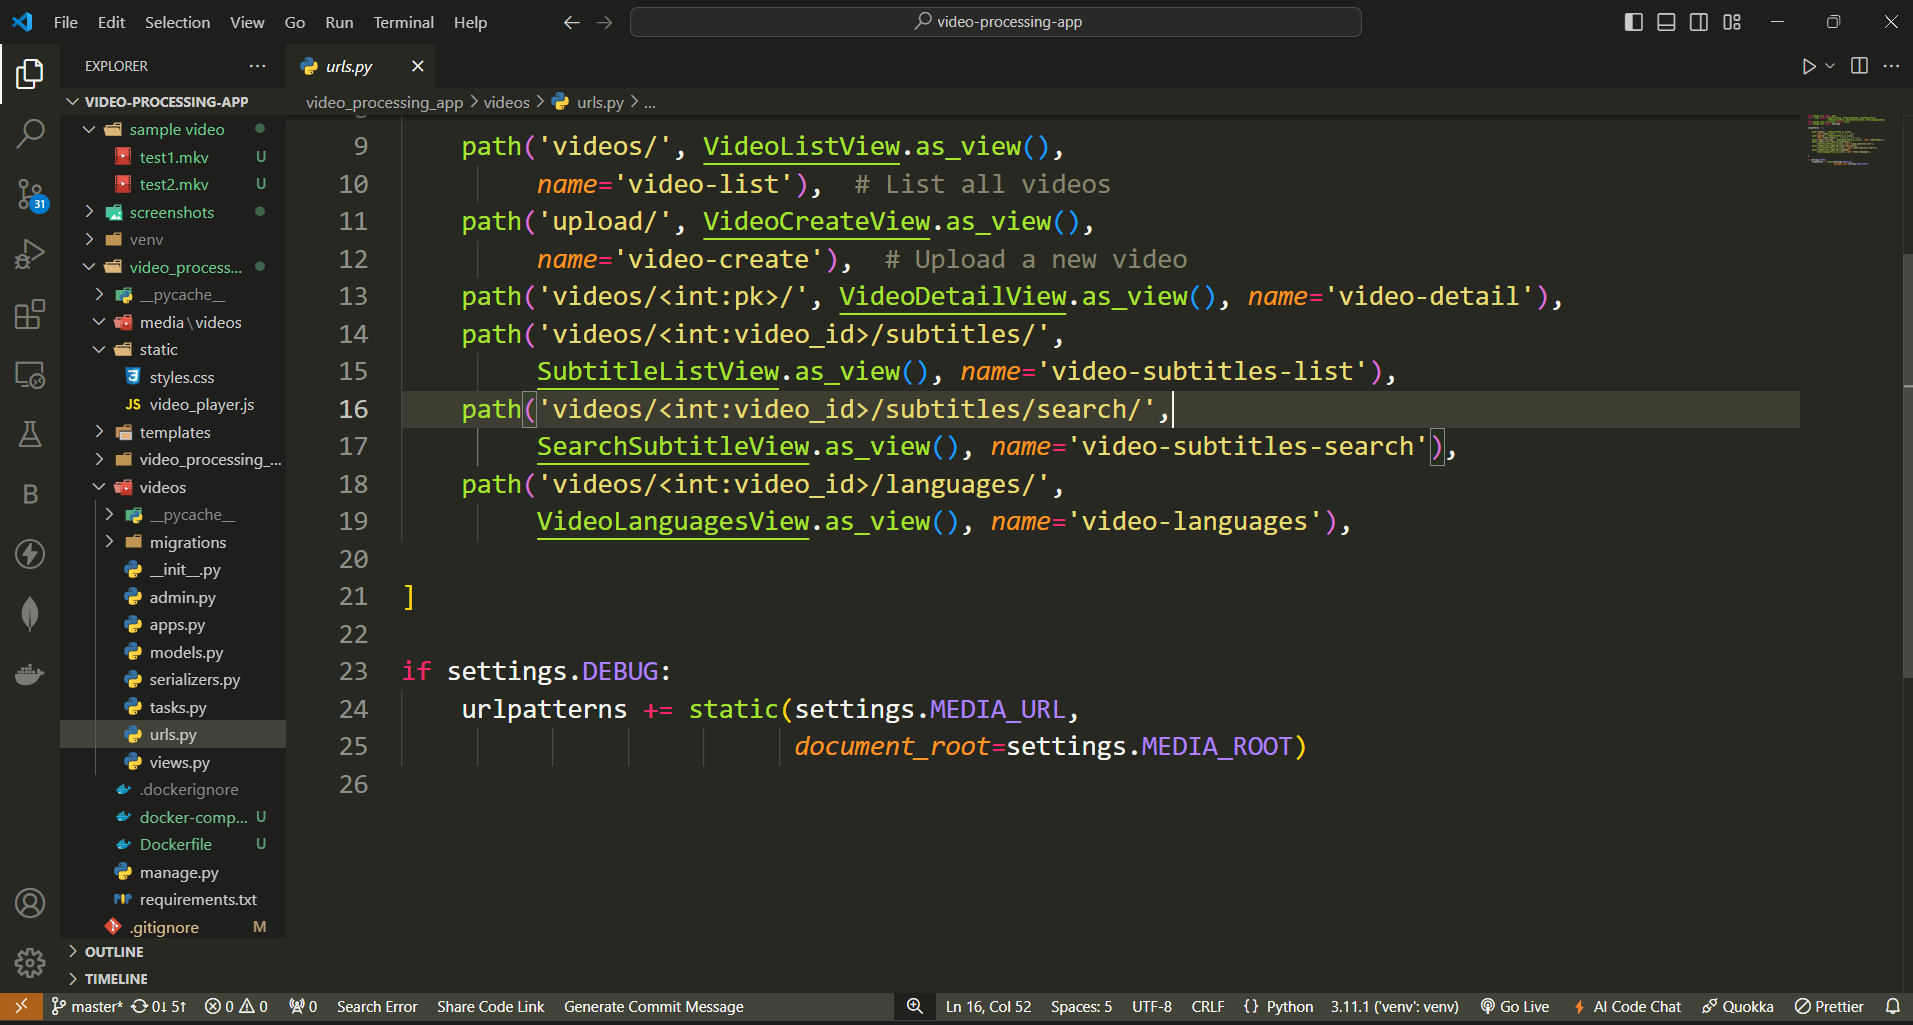 File Edit Selection View Go Run Terminal Help
video-processing-app
EXPLORER
urls.py
VIDEO-PROCESSING-APP
video_processing_app > videos > urls.py > ...
sample video
test1.mkv U
test2.mkv U
screenshots
venv
video_process...
__pycache__
media\videos
static
styles.css
JS video_player.js
templates
video_processing_...
videos
__pycache__
migrations
__init__.py
admin.py
apps.py
models.py
serializers.py
tasks.py
urls.py
views.py
.dockerignore
docker-comp... U
Dockerfile U
manage.py
requirements.txt
.gitignore M
OUTLINE
TIMELINE
31
B
9 path('videos/', VideoListView.as_view(),
10 name='video-list'), # List all videos
11 path('upload/', VideoCreateView.as_view(),
12 name='video-create'), # Upload a new video
13 path('videos/<int:pk>/', VideoDetailView.as_view(), name='video-detail'),
14 path('videos/<int:video_id>/subtitles/',
15 SubtitleListView.as_view(), name='video-subtitles-list'),
16 path('videos/<int:video_id>/subtitles/search/',
17 SearchSubtitleView.as_view(), name='video-subtitles-search'),
18 path('videos/<int:video_id>/languages/',
19 VideoLanguagesView.as_view(), name='video-languages'),
20
21 ]
22
23 if settings.DEBUG:
24 urlpatterns += static(settings.MEDIA_URL,
25 document_root=settings.MEDIA_ROOT)
26
master* 0↓ 5↑ 0 0 0 Search Error Share Code Link Generate Commit Message Ln 16, Col 52 Spaces: 5 UTF-8 CRLF {} Python 3.11.1 ('venv': venv) Go Live AI Code Chat Quokka Prettier